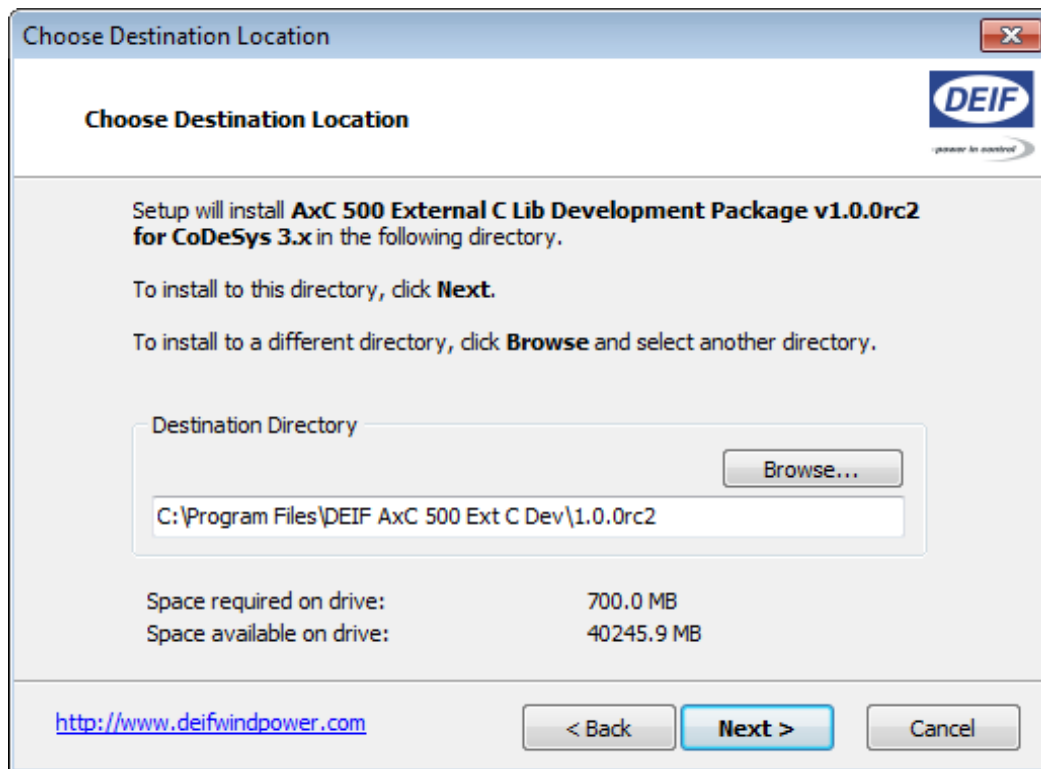 Choose Destination Location
DEIF
power in control
Choose Destination Location
Setup will install AxC 500 External C Lib Development Package v1.0.0rc2
for CoDeSys 3.x in the following directory.
To install to this directory, click Next.
To install to a different directory, click Browse and select another directory.
Destination Directory
Browse...
C:\Program Files\DEIF AxC 500 Ext C Dev\1.0.0rc2
Space required on drive: 700.0 MB
Space available on drive: 40245.9 MB
http://www.deifwindpower.com < Back Next > Cancel